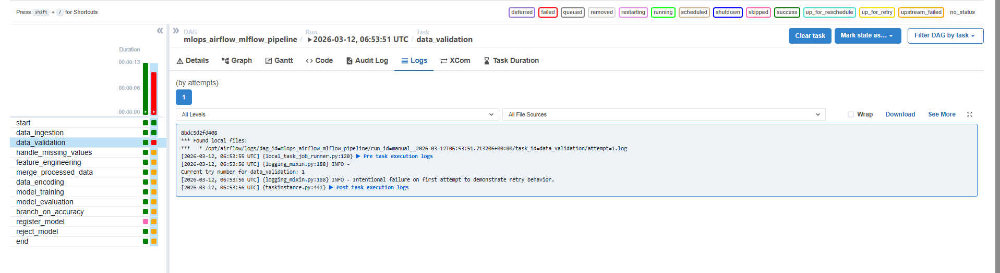 Press shift + / for Shortcuts
deferred failed queued removed restarting running scheduled shutdown skipped success up_for_reschedule up_for_retry upstream_failed no_status
DAG
mlops_airflow_mlflow_pipeline
/
Run
2026-03-12, 06:53:51 UTC
/
Task
data_validation
Clear task
Mark state as…
Filter DAG by task
Duration
00:00:13
00:00:06
00:00:00
start
data_ingestion
data_validation
handle_missing_values
feature_engineering
merge_processed_data
data_encoding
model_training
model_evaluation
branch_on_accuracy
register_model
reject_model
end
Details
Graph
Gantt
Code
Audit Log
Logs
XCom
Task Duration
(by attempts)
1
All Levels
All File Sources
Wrap
Download
See More
8bdc5d2fd408
*** Found local files:
***   * /opt/airflow/logs/dag_id=mlops_airflow_mlflow_pipeline/run_id=manual__2026-03-12T06:53:51.713206+00:00/task_id=data_validation/attempt=1.log
[2026-03-12, 06:53:55 UTC] {local_task_job_runner.py:120} ▶ Pre task execution logs
[2026-03-12, 06:53:56 UTC] {logging_mixin.py:188} INFO -
Current try number for data_validation: 1
[2026-03-12, 06:53:56 UTC] {logging_mixin.py:188} INFO - Intentional failure on first attempt to demonstrate retry behavior.
[2026-03-12, 06:53:56 UTC] {taskinstance.py:441} ▶ Post task execution logs